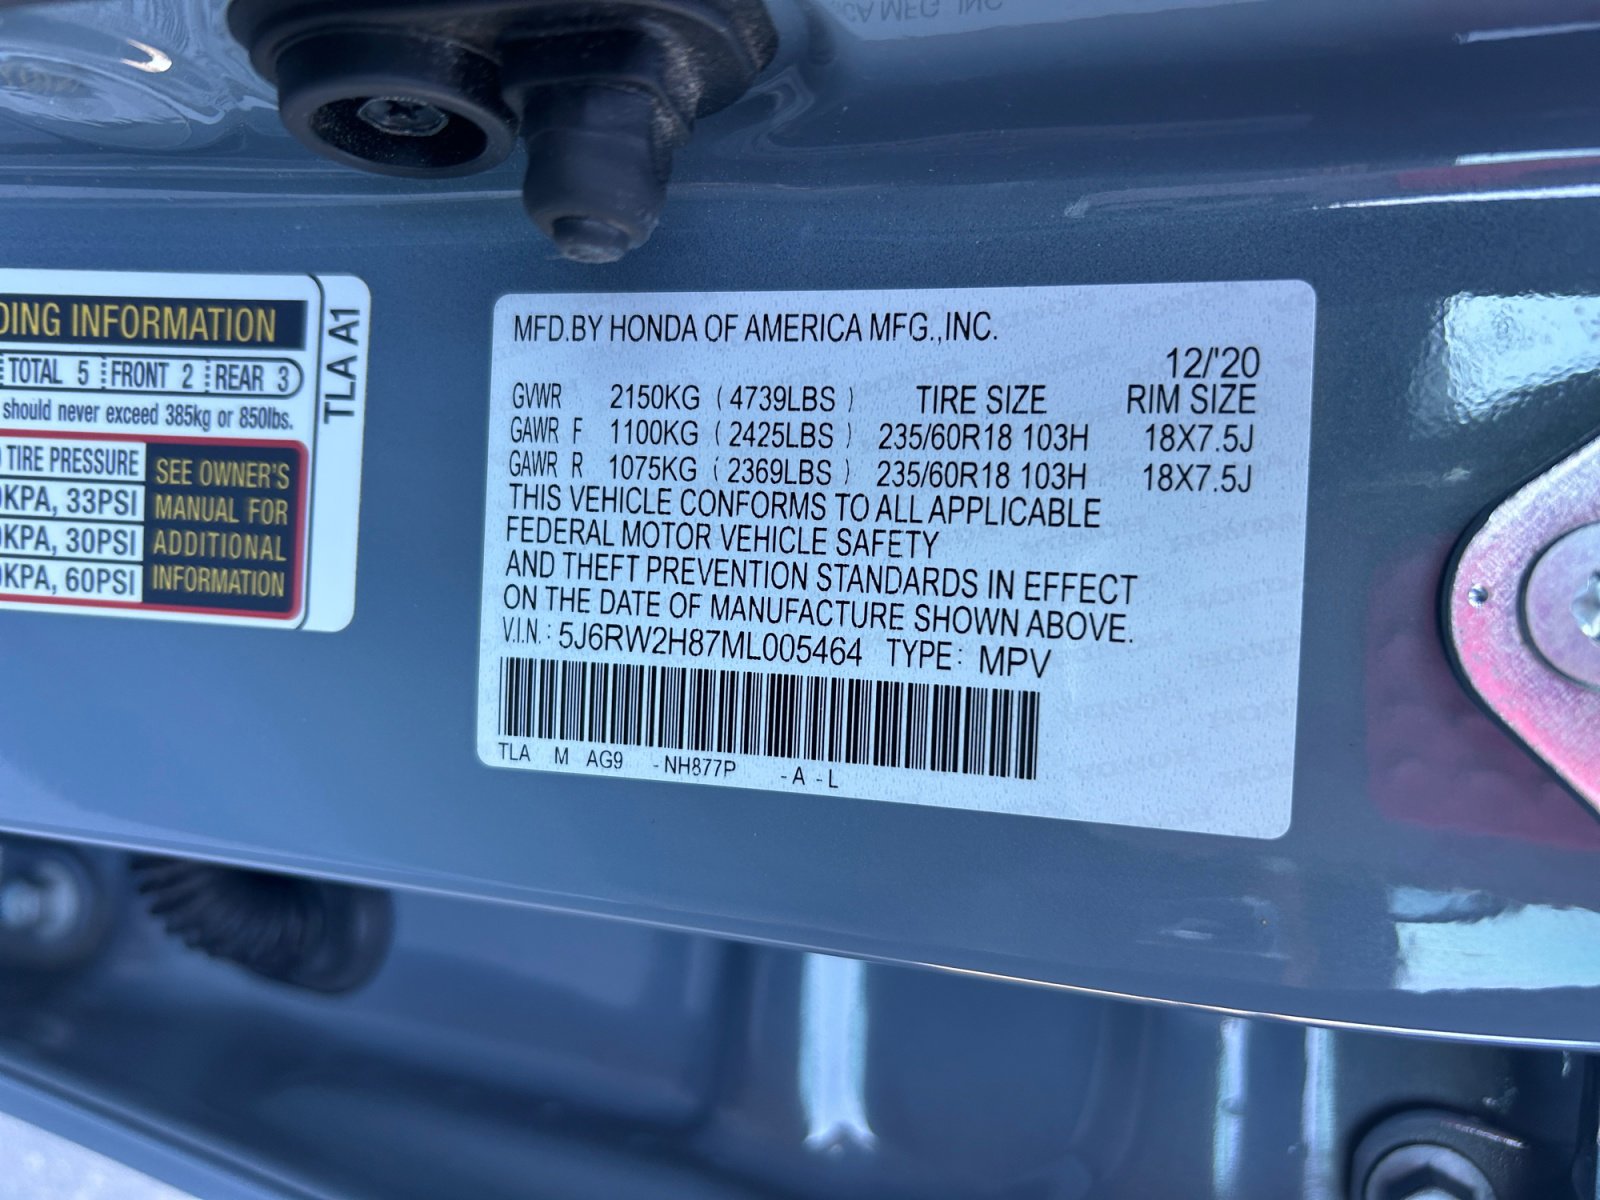 DING INFORMATION
TOTAL 5 FRONT 2 REAR 3
should never exceed 385kg or 850lbs.
TIRE PRESSURE
KPA, 33PSI
KPA, 30PSI
KPA, 60PSI
SEE OWNER'S
MANUAL FOR
ADDITIONAL
INFORMATION
TLA A1
MFD.BY HONDA OF AMERICA MFG.,INC.
12/'20
GVWR 2150KG (4739LBS) TIRE SIZE RIM SIZE
GAWR F 1100KG (2425LBS) 235/60R18 103H 18X7.5J
GAWR R 1075KG (2369LBS) 235/60R18 103H 18X7.5J
THIS VEHICLE CONFORMS TO ALL APPLICABLE
FEDERAL MOTOR VEHICLE SAFETY
AND THEFT PREVENTION STANDARDS IN EFFECT
ON THE DATE OF MANUFACTURE SHOWN ABOVE.
V.I.N.: 5J6RW2H87ML005464 TYPE: MPV
TLA M AG9 -NH877P -A -L